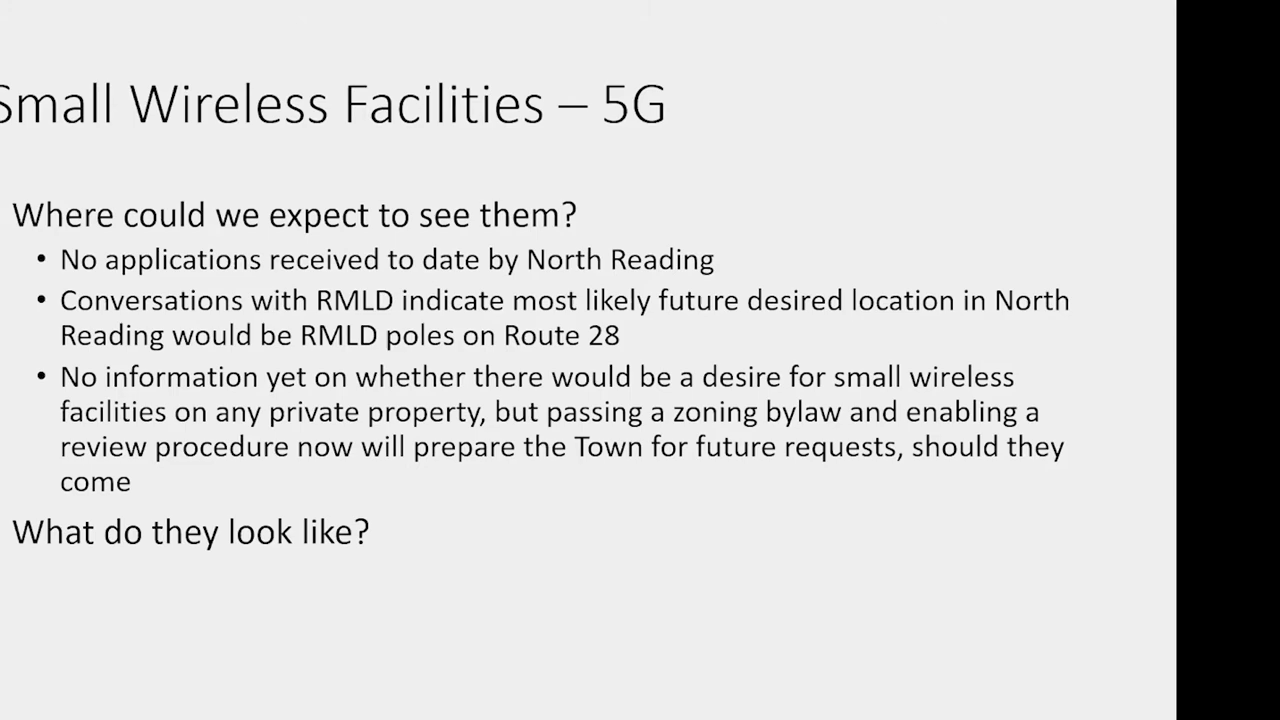 Small Wireless Facilities – 5G
Where could we expect to see them?
• No applications received to date by North Reading
• Conversations with RMLD indicate most likely future desired location in North
Reading would be RMLD poles on Route 28
• No information yet on whether there would be a desire for small wireless
facilities on any private property, but passing a zoning bylaw and enabling a
review procedure now will prepare the Town for future requests, should they
come
What do they look like?